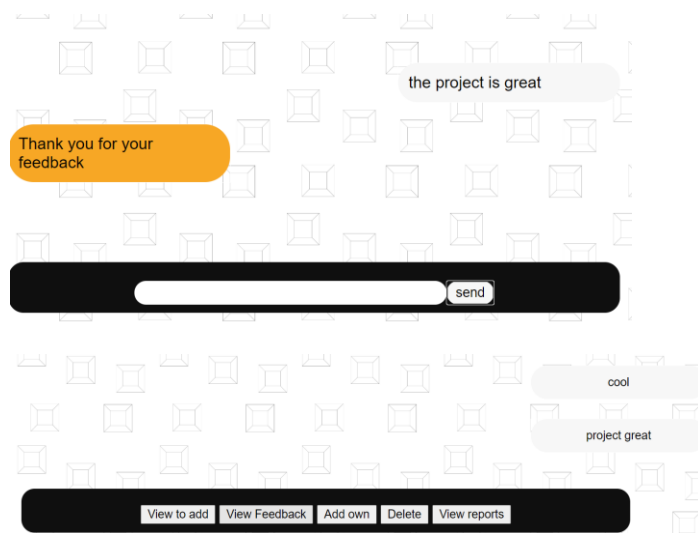 the project is great
Thank you for your
feedback
send
cool
project great
View to add View Feedback Add own Delete View reports